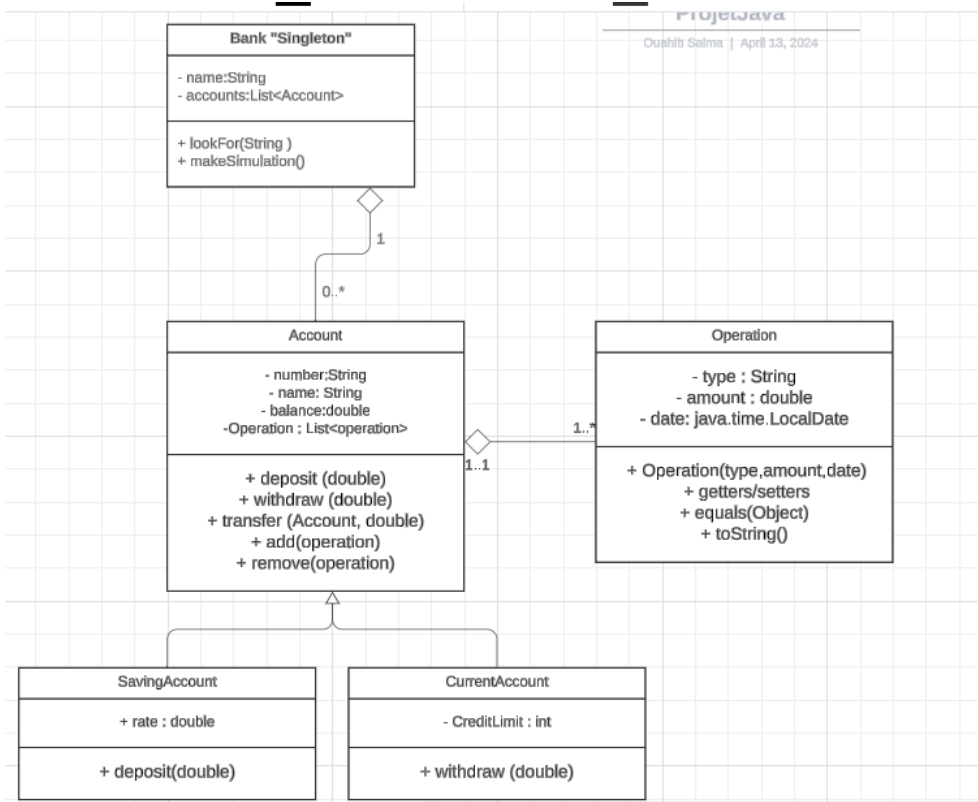 ProjetJava
Ouahib Salma | April 13, 2024
Bank "Singleton"
- name:String
- accounts:List<Account>
+ lookFor(String )
+ makeSimulation()
1
0..*
Account
- number:String
- name: String
- balance:double
-Operation : List<operation>
+ deposit (double)
+ withdraw (double)
+ transfer (Account, double)
+ add(operation)
+ remove(operation)
1..1
1..*
Operation
- type : String
- amount : double
- date: java.time.LocalDate
+ Operation(type,amount,date)
+ getters/setters
+ equals(Object)
+ toString()
SavingAccount
+ rate : double
+ deposit(double)
CurrentAccount
- CreditLimit : int
+ withdraw (double)